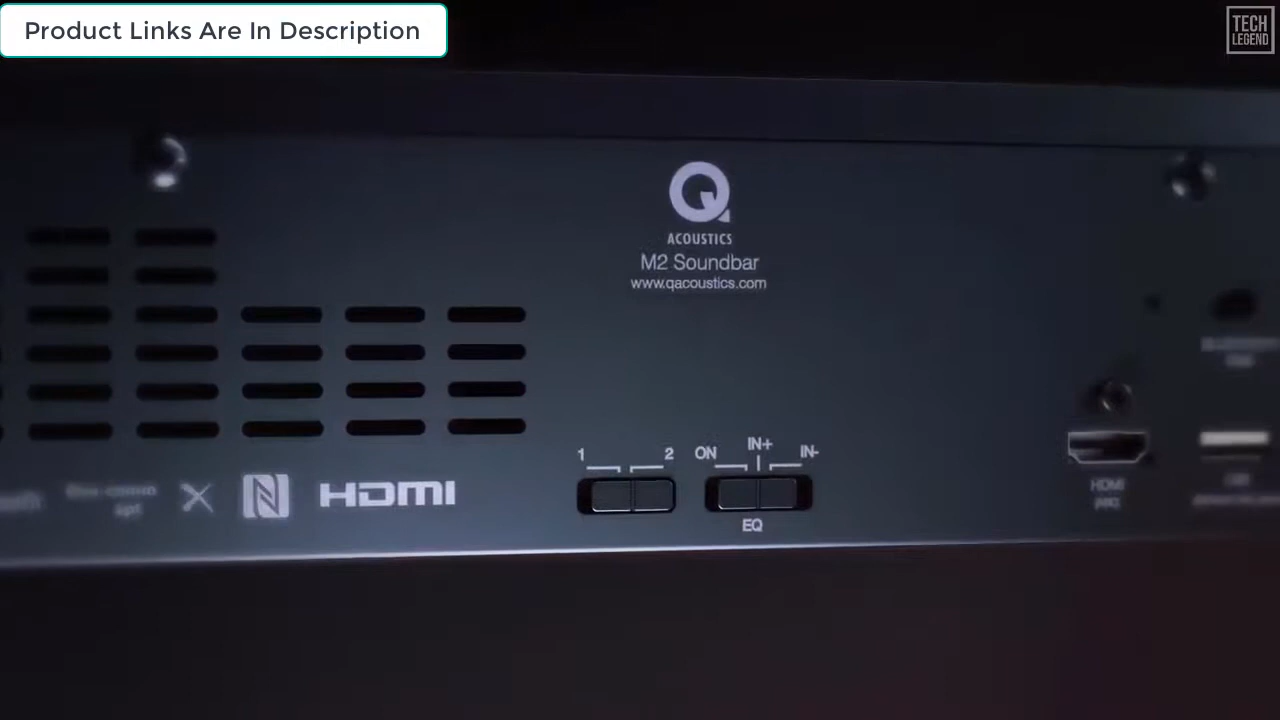 Product Links Are In Description
TECH
LEGEND
ACOUSTICS
M2 Soundbar
www.qacoustics.com
1 2
ON IN+ IN-
EQ
HDMI
HDMI